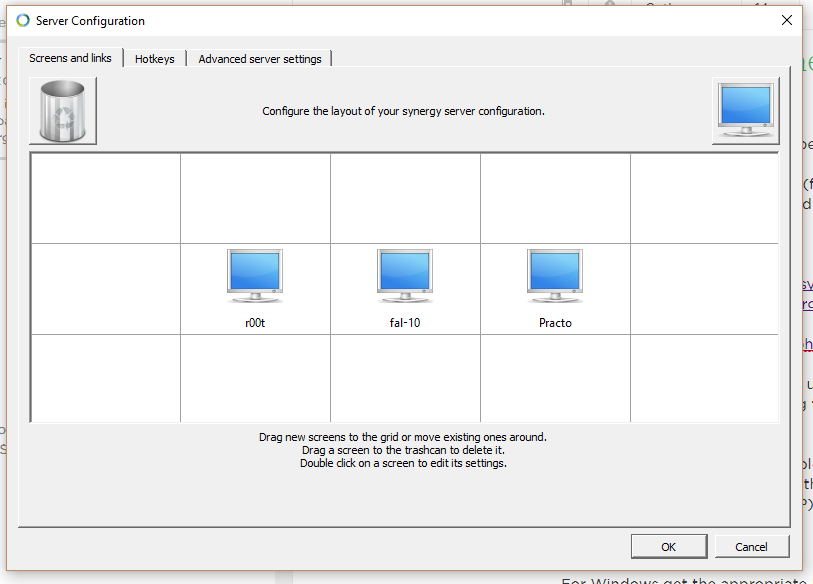 Server Configuration
Screens and links
Hotkeys
Advanced server settings
Configure the layout of your synergy server configuration.
r00t
fal-10
Practo
Drag new screens to the grid or move existing ones around.
Drag a screen to the trashcan to delete it.
Double click on a screen to edit its settings.
OK
Cancel